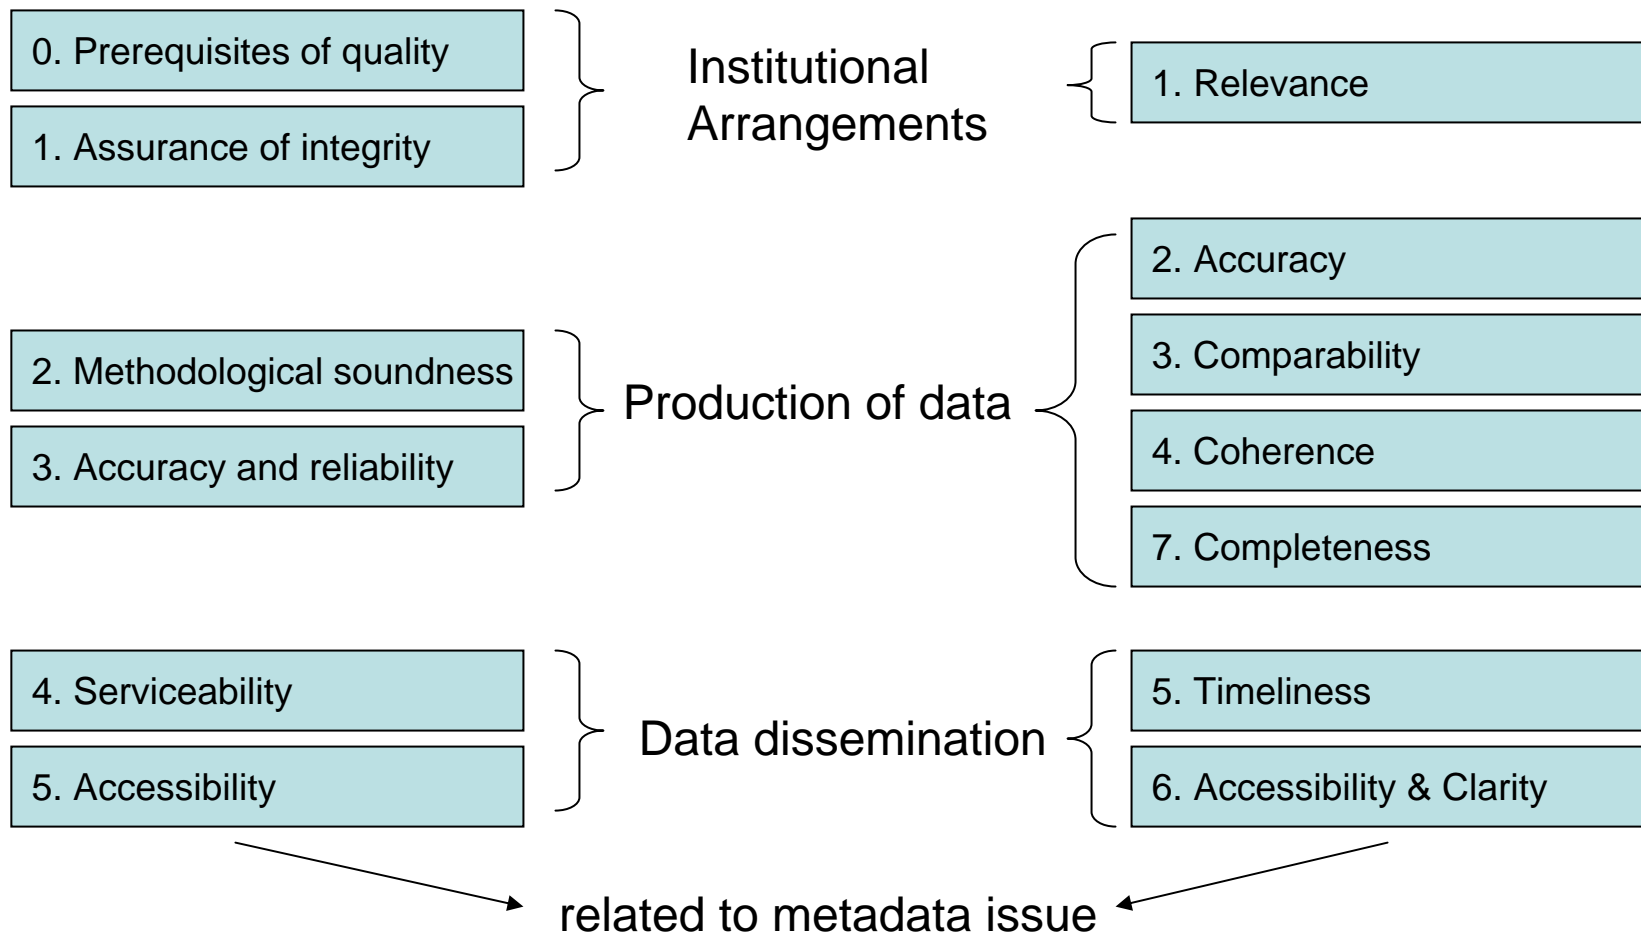 0. Prerequisites of quality
1. Assurance of integrity
Institutional
Arrangements
1. Relevance
2. Methodological soundness
3. Accuracy and reliability
Production of data
2. Accuracy
3. Comparability
4. Coherence
7. Completeness
4. Serviceability
5. Accessibility
Data dissemination
5. Timeliness
6. Accessibility & Clarity
related to metadata issue